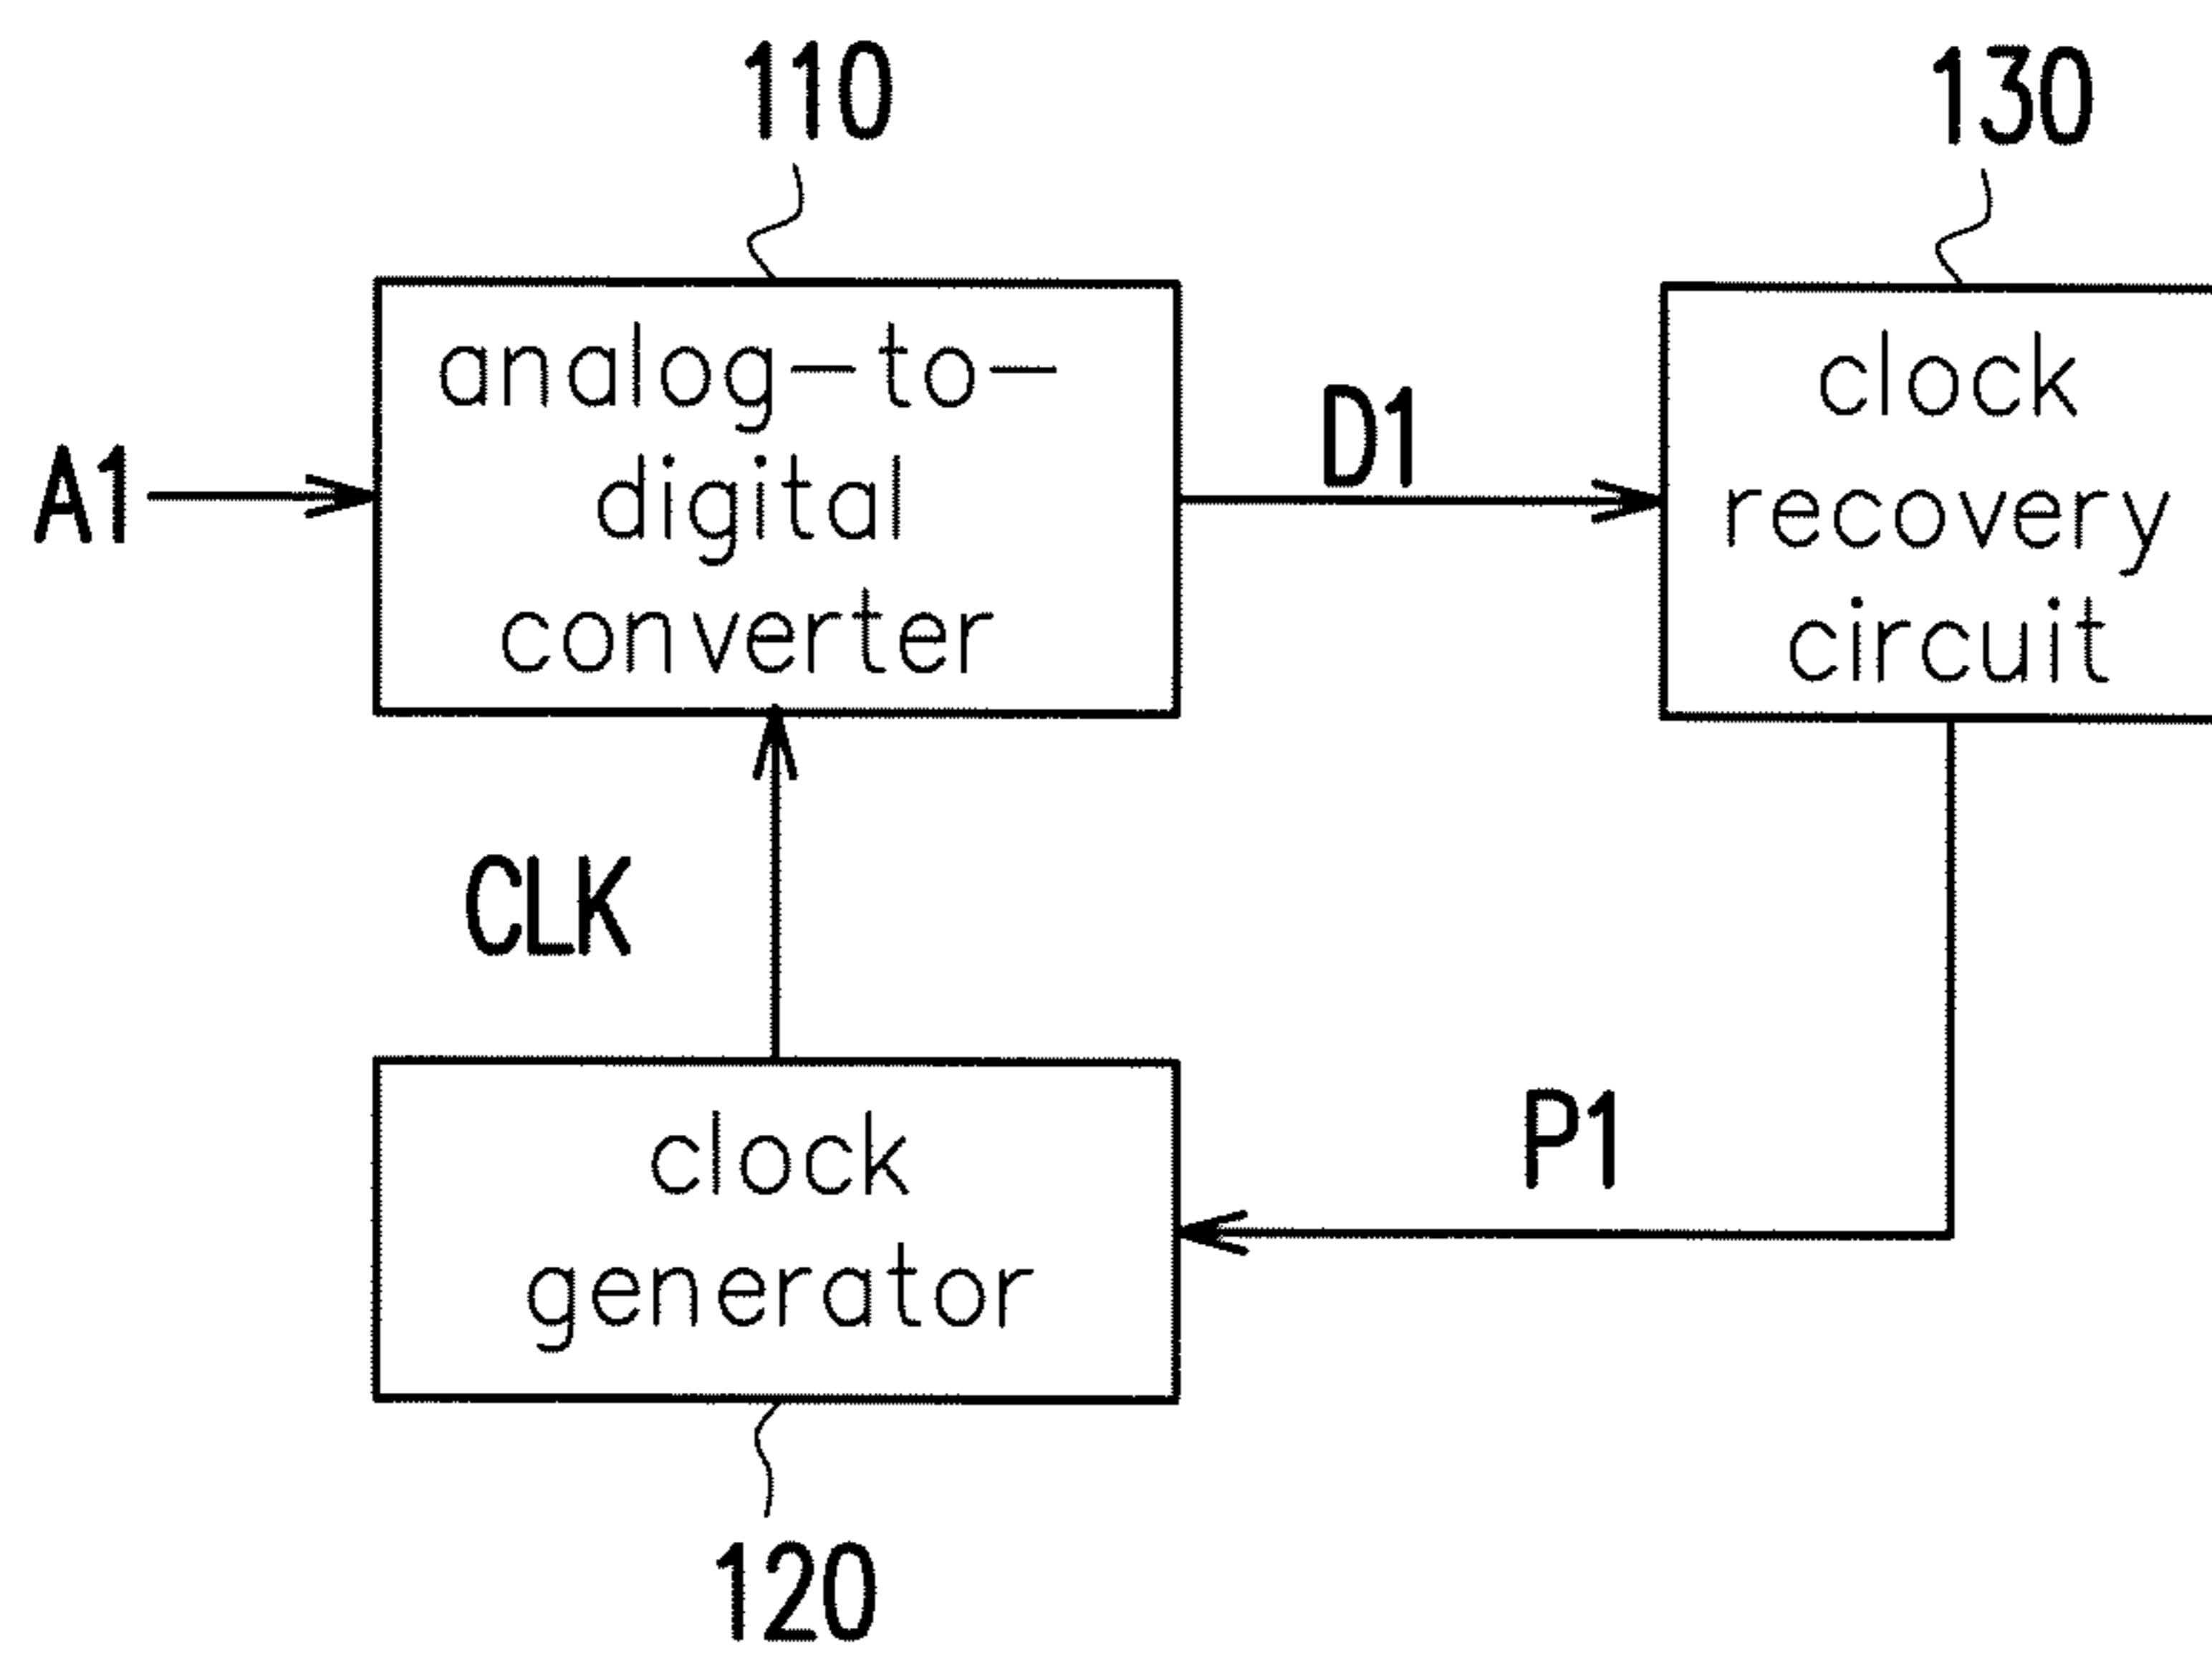 110
130
analog-to-
digital
converter
clock
recovery
circuit
A1
D1
CLK
P1
clock
generator
120